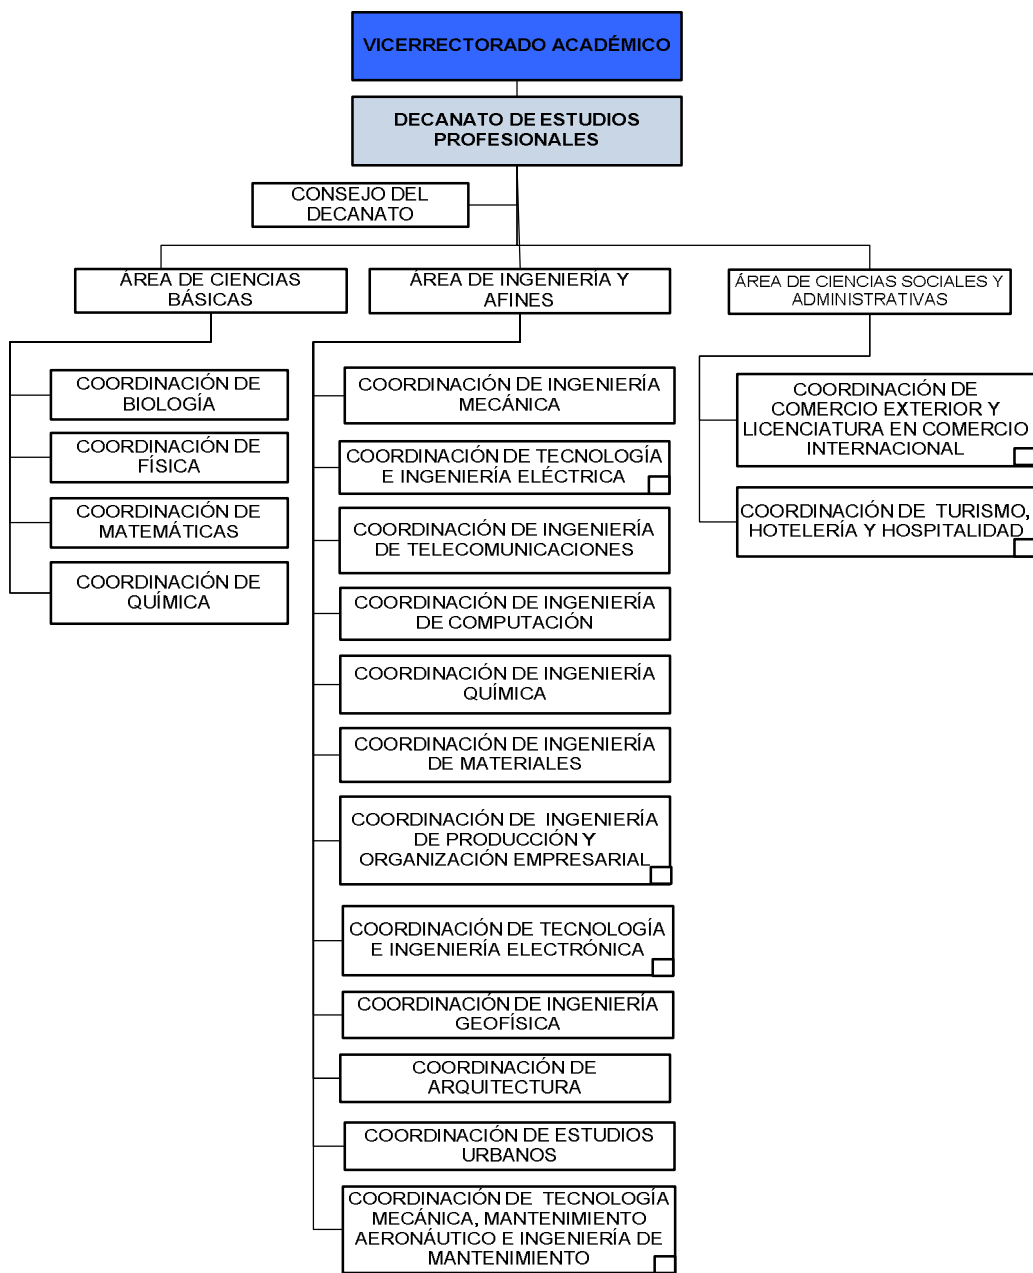 VICERRECTORADO ACADÉMICO
DECANATO DE ESTUDIOS
PROFESIONALES
CONSEJO DEL
DECANATO
ÁREA DE CIENCIAS
BÁSICAS
COORDINACIÓN DE
BIOLOGÍA
COORDINACIÓN DE
FÍSICA
COORDINACIÓN DE
MATEMÁTICAS
COORDINACIÓN DE
QUÍMICA
ÁREA DE INGENIERÍA Y
AFINES
COORDINACIÓN DE INGENIERÍA
MECÁNICA
COORDINACIÓN DE TECNOLOGÍA
E INGENIERÍA ELÉCTRICA
COORDINACIÓN DE INGENIERÍA
DE TELECOMUNICACIONES
COORDINACIÓN DE INGENIERÍA
DE COMPUTACIÓN
COORDINACIÓN DE INGENIERÍA
QUÍMICA
COORDINACIÓN DE INGENIERÍA
DE MATERIALES
COORDINACIÓN DE INGENIERÍA
DE PRODUCCIÓN Y
ORGANIZACIÓN EMPRESARIAL
COORDINACIÓN DE TECNOLOGÍA
E INGENIERÍA ELECTRÓNICA
COORDINACIÓN DE INGENIERÍA
GEOFÍSICA
COORDINACIÓN DE
ARQUITECTURA
COORDINACIÓN DE ESTUDIOS
URBANOS
COORDINACIÓN DE TECNOLOGÍA
MECÁNICA, MANTENIMIENTO
AERONÁUTICO E INGENIERÍA DE
MANTENIMIENTO
ÁREA DE CIENCIAS SOCIALES Y
ADMINISTRATIVAS
COORDINACIÓN DE
COMERCIO EXTERIOR Y
LICENCIATURA EN COMERCIO
INTERNACIONAL
COORDINACIÓN DE TURISMO,
HOTELERÍA Y HOSPITALIDAD